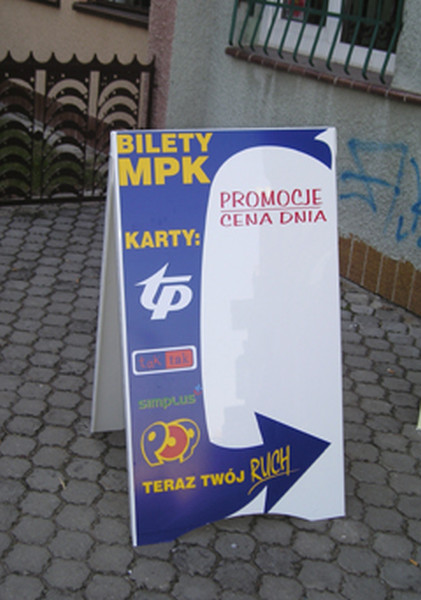 BILETY
MPK
PROMOCJE
CENA DNIA
KARTY:
tp
tak tak
simplus
POP
TERAZ TWÓJ RUCH